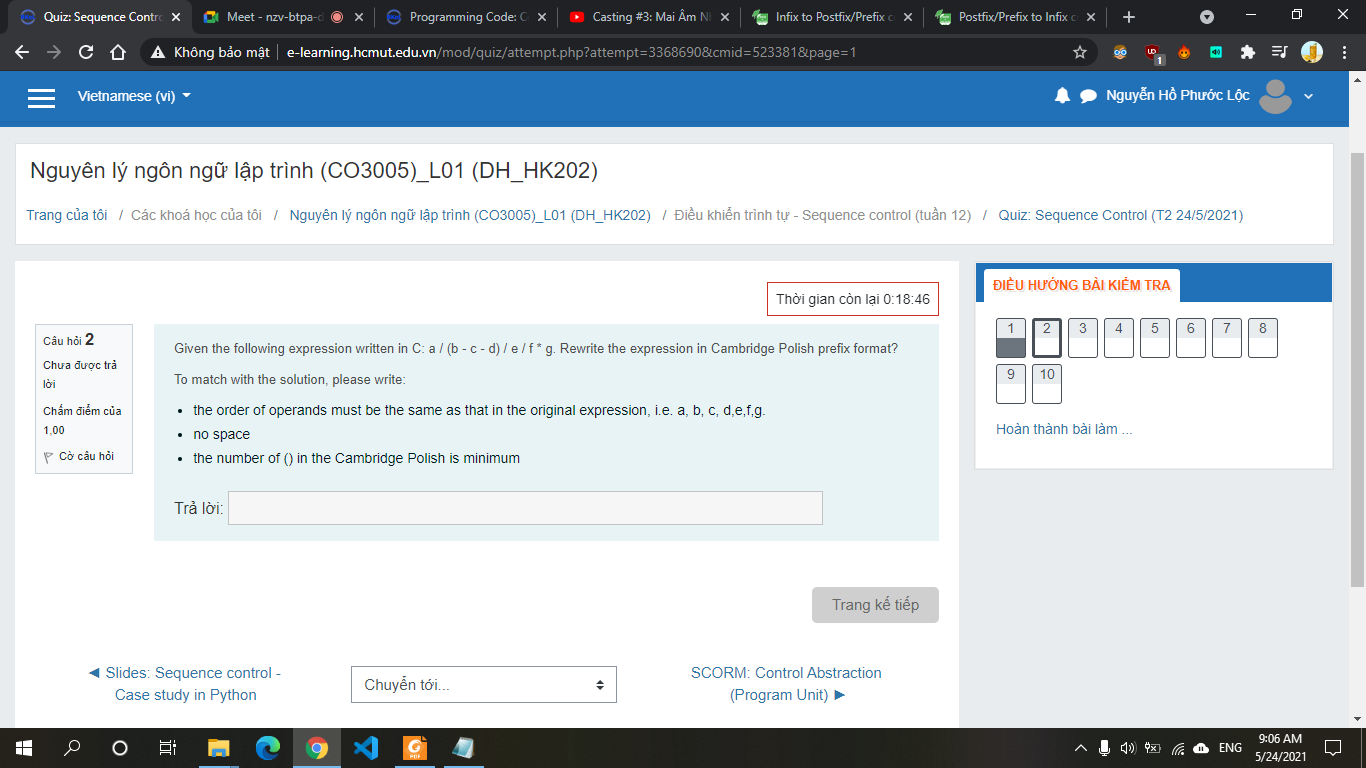 Quiz: Sequence Contro
Meet - nzv-btpa-d
Programming Codex: Co
Casting #3: Mai Âm Nh
Infix to Postfix/Prefix c
Postfix/Prefix to Infix c
Không bảo mật
e-learning.hcmut.edu.vn/mod/quiz/attempt.php?attempt=3368690&cmid=523381&page=1
1
Vietnamese (vi)
Nguyễn Hồ Phước Lộc
Nguyên lý ngôn ngữ lập trình (CO3005)_L01 (DH_HK202)
Trang của tôi / Các khoá học của tôi / Nguyên lý ngôn ngữ lập trình (CO3005)_L01 (DH_HK202) / Điều khiển trình tự - Sequence control (tuần 12) / Quiz: Sequence Control (T2 24/5/2021)
Thời gian còn lại 0:18:46
Câu hỏi 2
Chưa được trả
lời
Chấm điểm của
1,00
Cờ câu hỏi
Given the following expression written in C: a / (b - c - d) / e / f * g. Rewrite the expression in Cambridge Polish prefix format?
To match with the solution, please write:
• the order of operands must be the same as that in the original expression, i.e. a, b, c, d,e,f,g.
• no space
• the number of () in the Cambridge Polish is minimum
Trả lời:
Trang kế tiếp
◄ Slides: Sequence control -
Case study in Python
Chuyển tới...
SCORM: Control Abstraction
(Program Unit) ►
ĐIỀU HƯỚNG BÀI KIỂM TRA
1 2 3 4 5 6 7 8
9 10
Hoàn thành bài làm ...
ENG
9:06 AM
5/24/2021